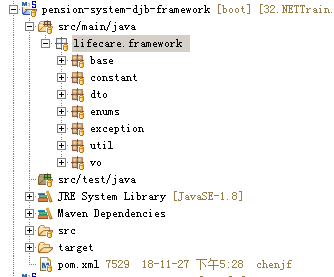 pension-system-djb-framework [boot] [32.NETTrain.
src/main/java
lifecare.framework
base
constant
dto
enums
exception
util
vo
src/test/java
JRE System Library [JavaSE-1.8]
Maven Dependencies
src
target
pom.xml 7529 18-11-27 下午5:28 chenjf